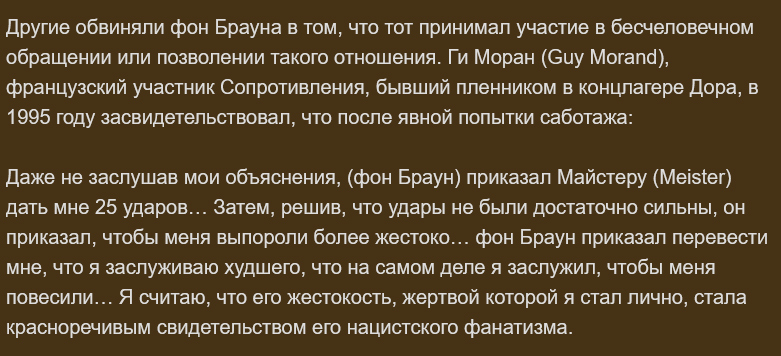 Другие обвиняли фон Брауна в том, что тот принимал участие в бесчеловечном
обращении или позволении такого отношения. Ги Моран (Guy Morand),
французский участник Сопротивления, бывший пленником в концлагере Дора, в
1995 году засвидетельствовал, что после явной попытки саботажа:
Даже не заслушав мои объяснения, (фон Браун) приказал Майстеру (Meister)
дать мне 25 ударов… Затем, решив, что удары не были достаточно сильны, он
приказал, чтобы меня выпороли более жестоко… фон Браун приказал перевести
мне, что я заслуживаю худшего, что на самом деле я заслужил, чтобы меня
повесили… Я считаю, что его жестокость, жертвой которой я стал лично, стала
красноречивым свидетельством его нацистского фанатизма.